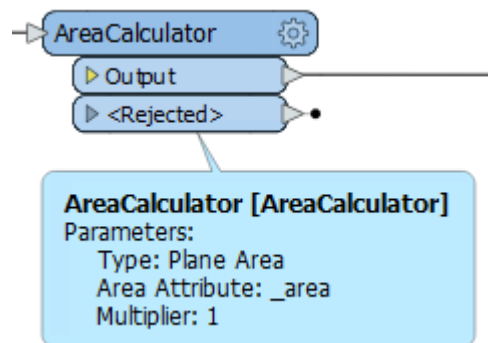 AreaCalculator
Output
<Rejected>
AreaCalculator [AreaCalculator]
Parameters:
Type: Plane Area
Area Attribute: _area
Multiplier: 1